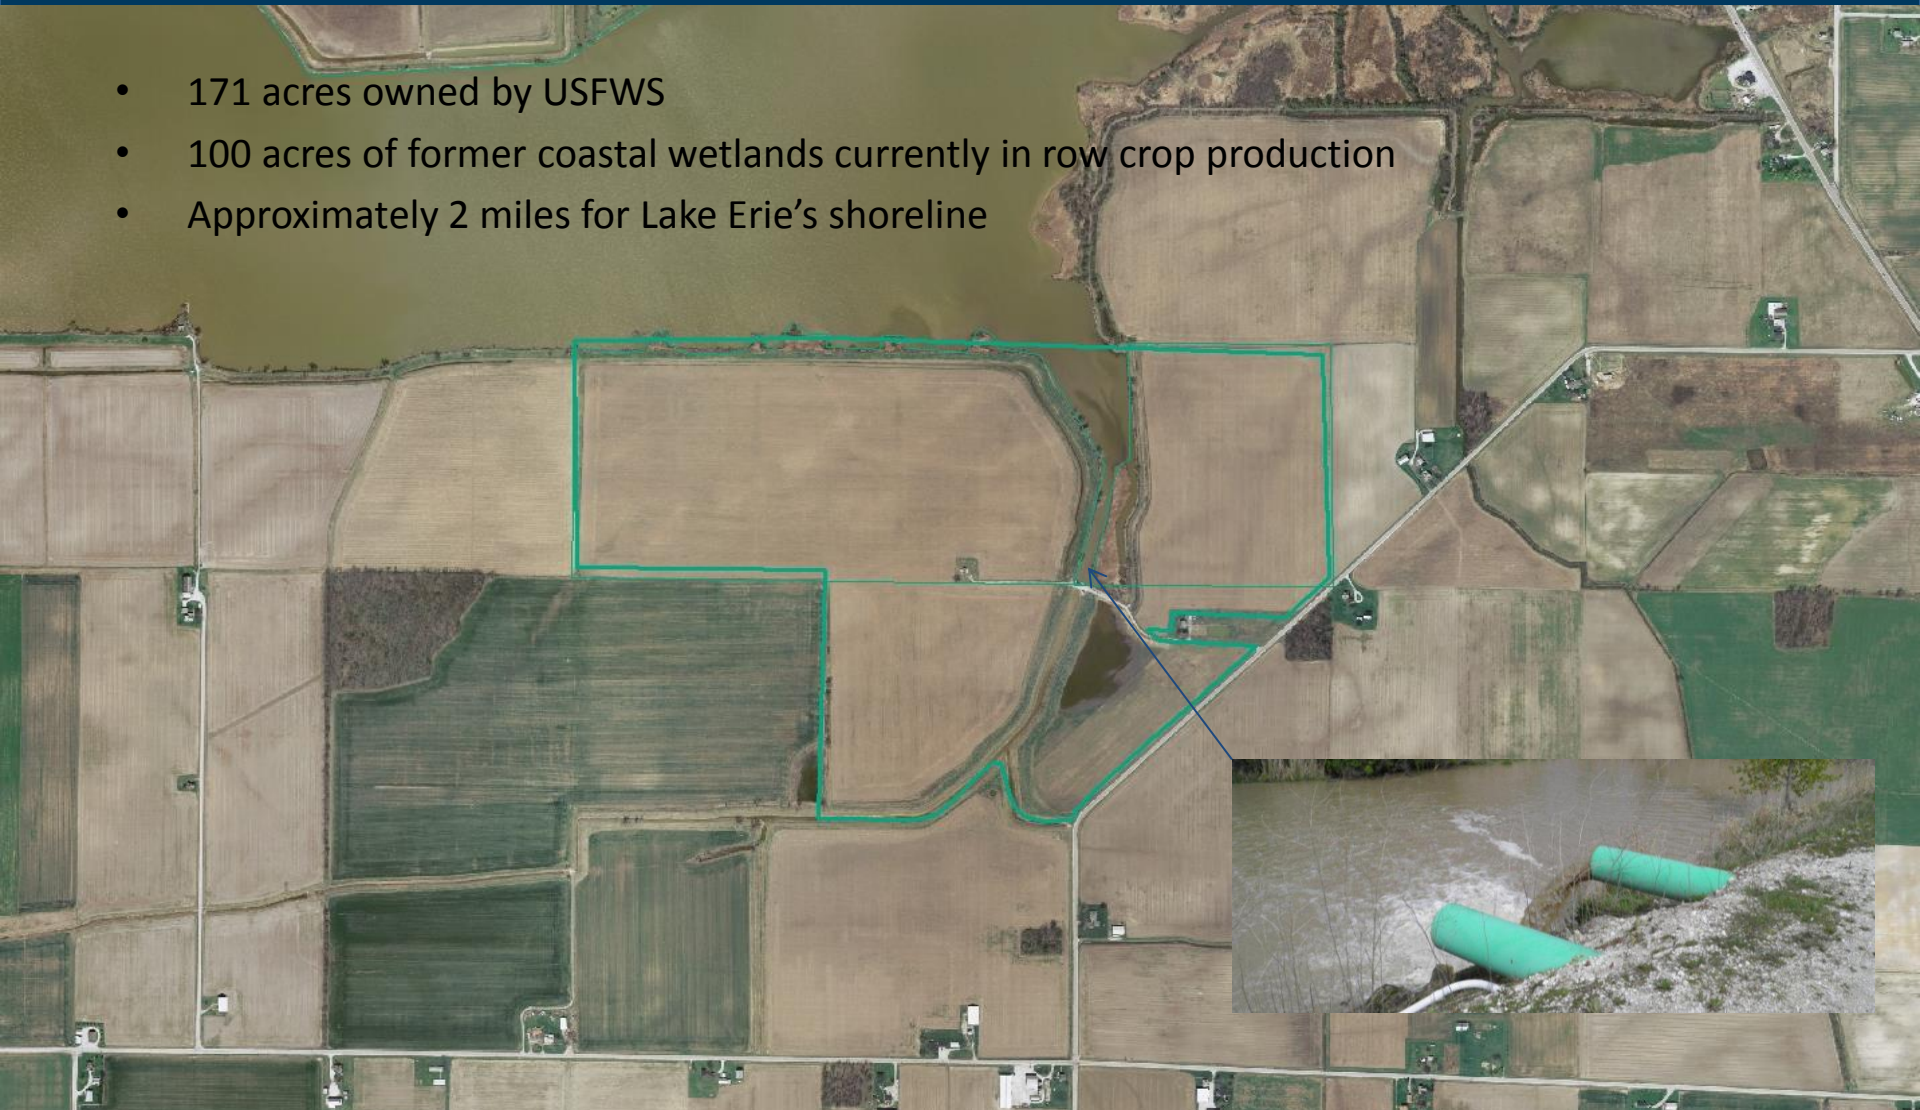 • 171 acres owned by USFWS
• 100 acres of former coastal wetlands currently in row crop production
• Approximately 2 miles for Lake Erie’s shoreline